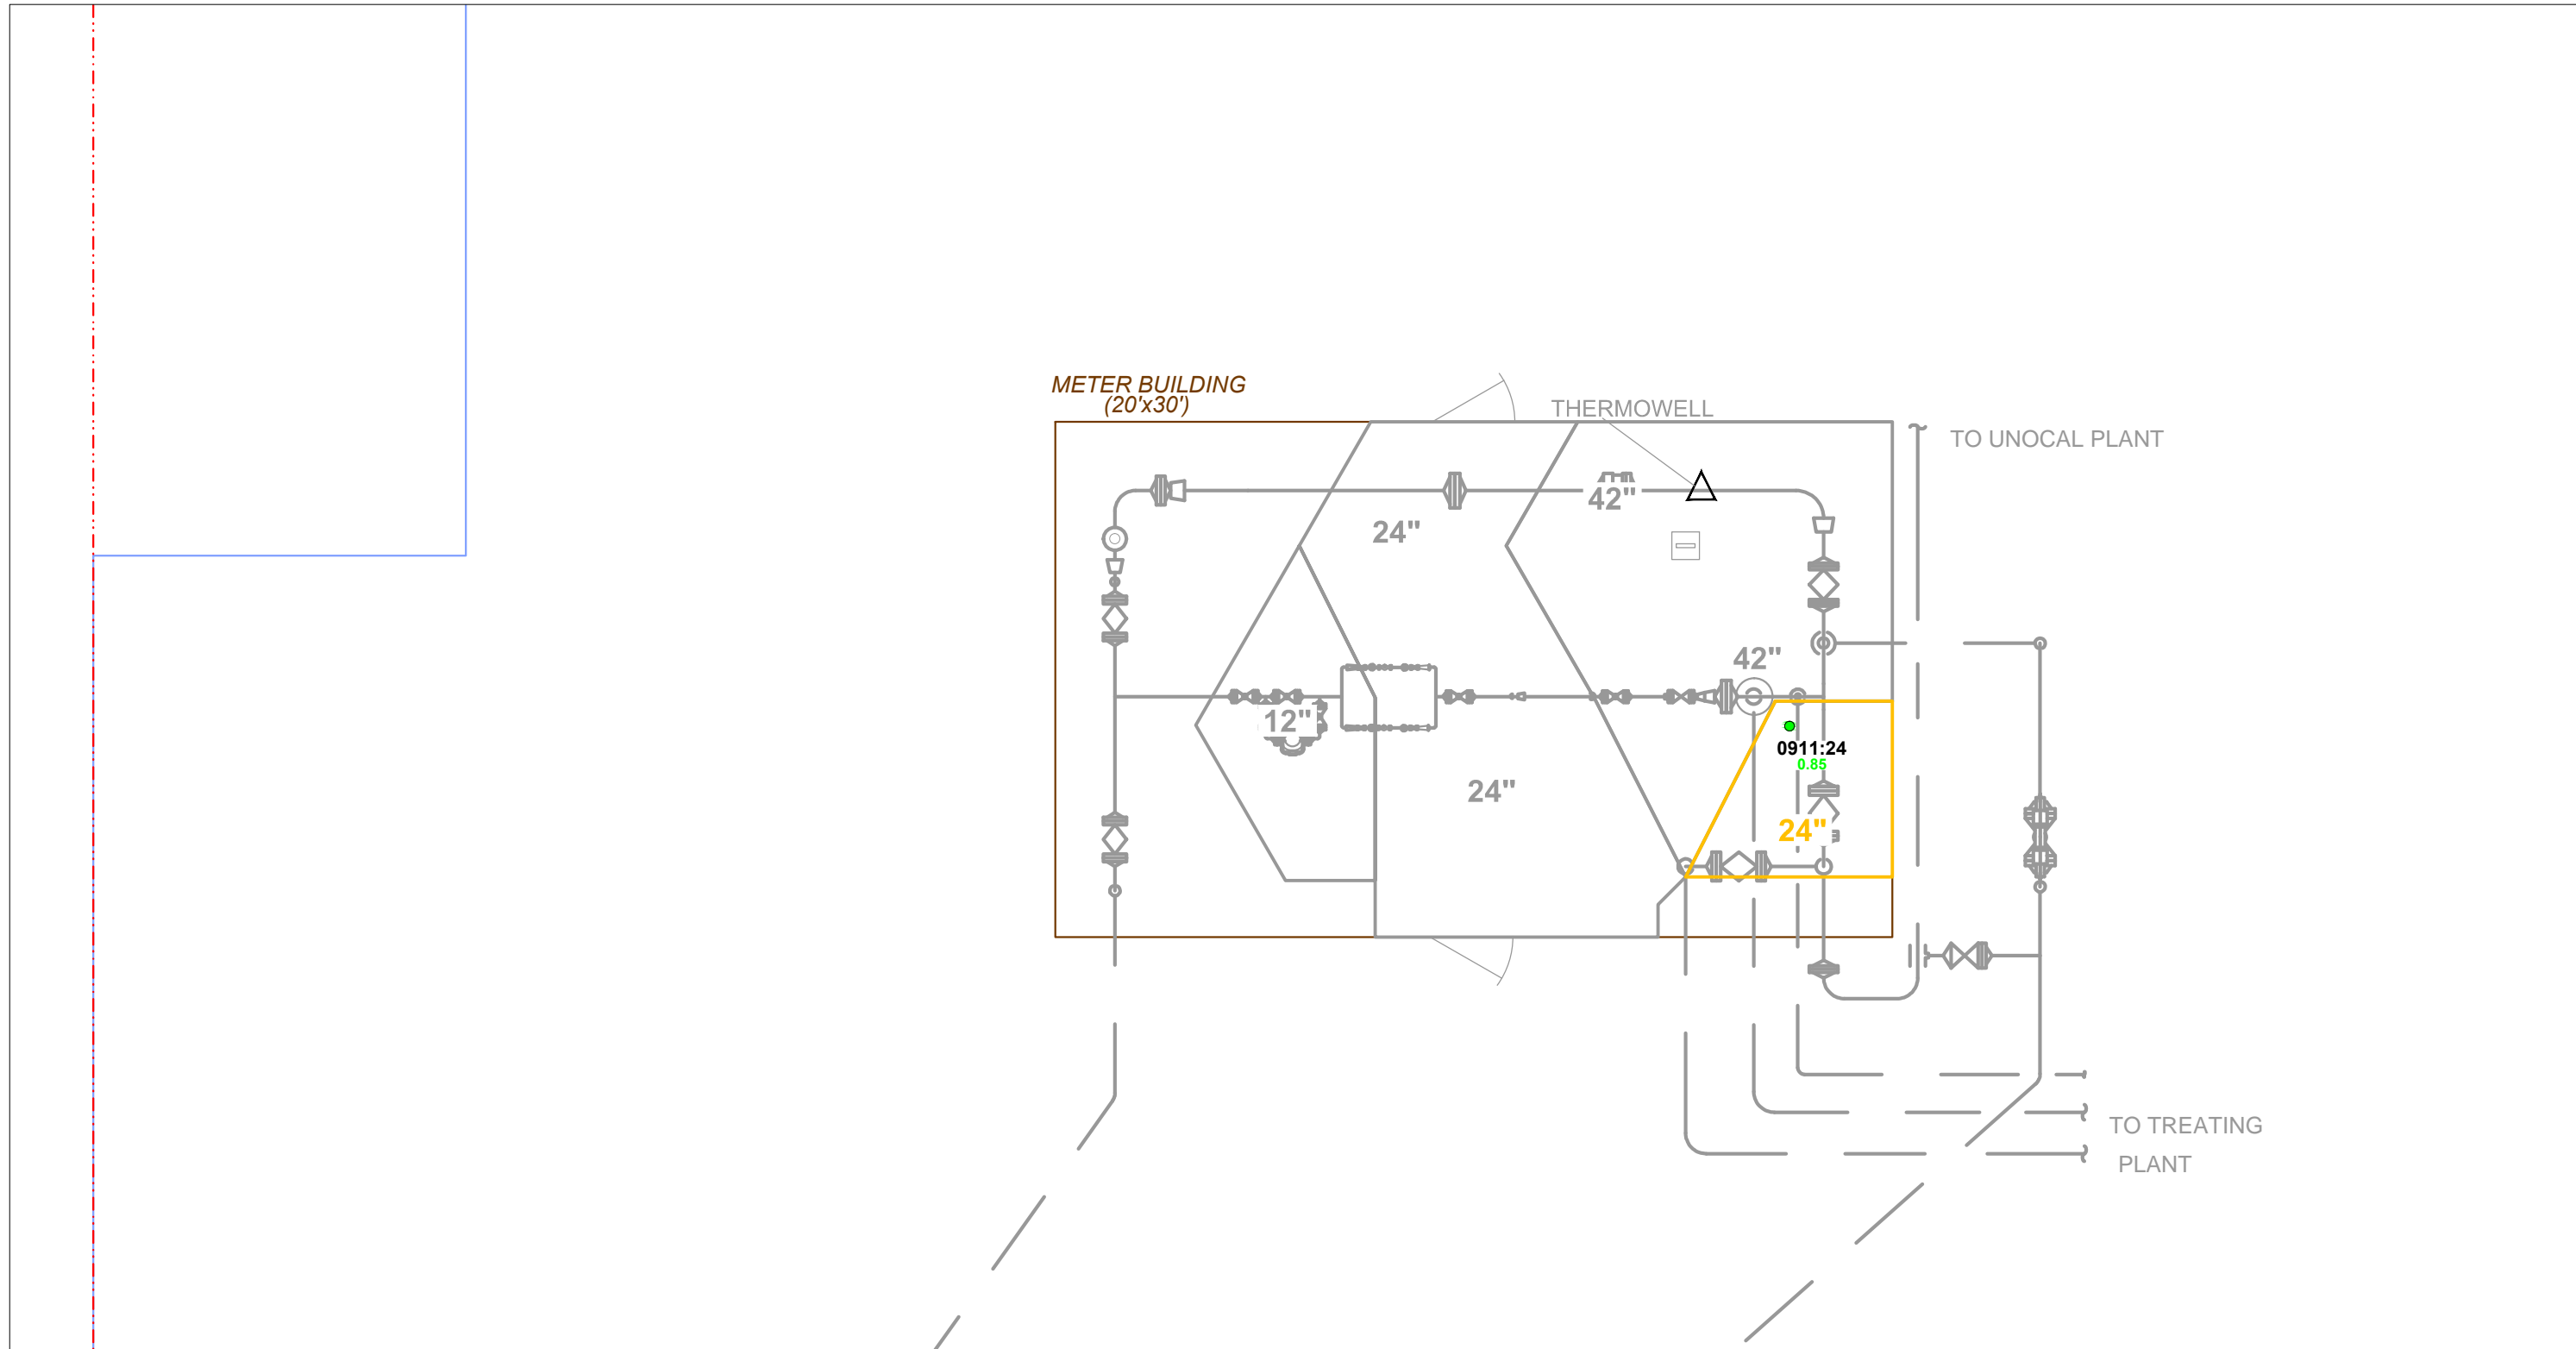 METER BUILDING
(20'x30')
THERMOWELL
TO UNOCAL PLANT
42"
24"
42"
12"
0911:24
0.85
24"
24"
TO TREATING
PLANT